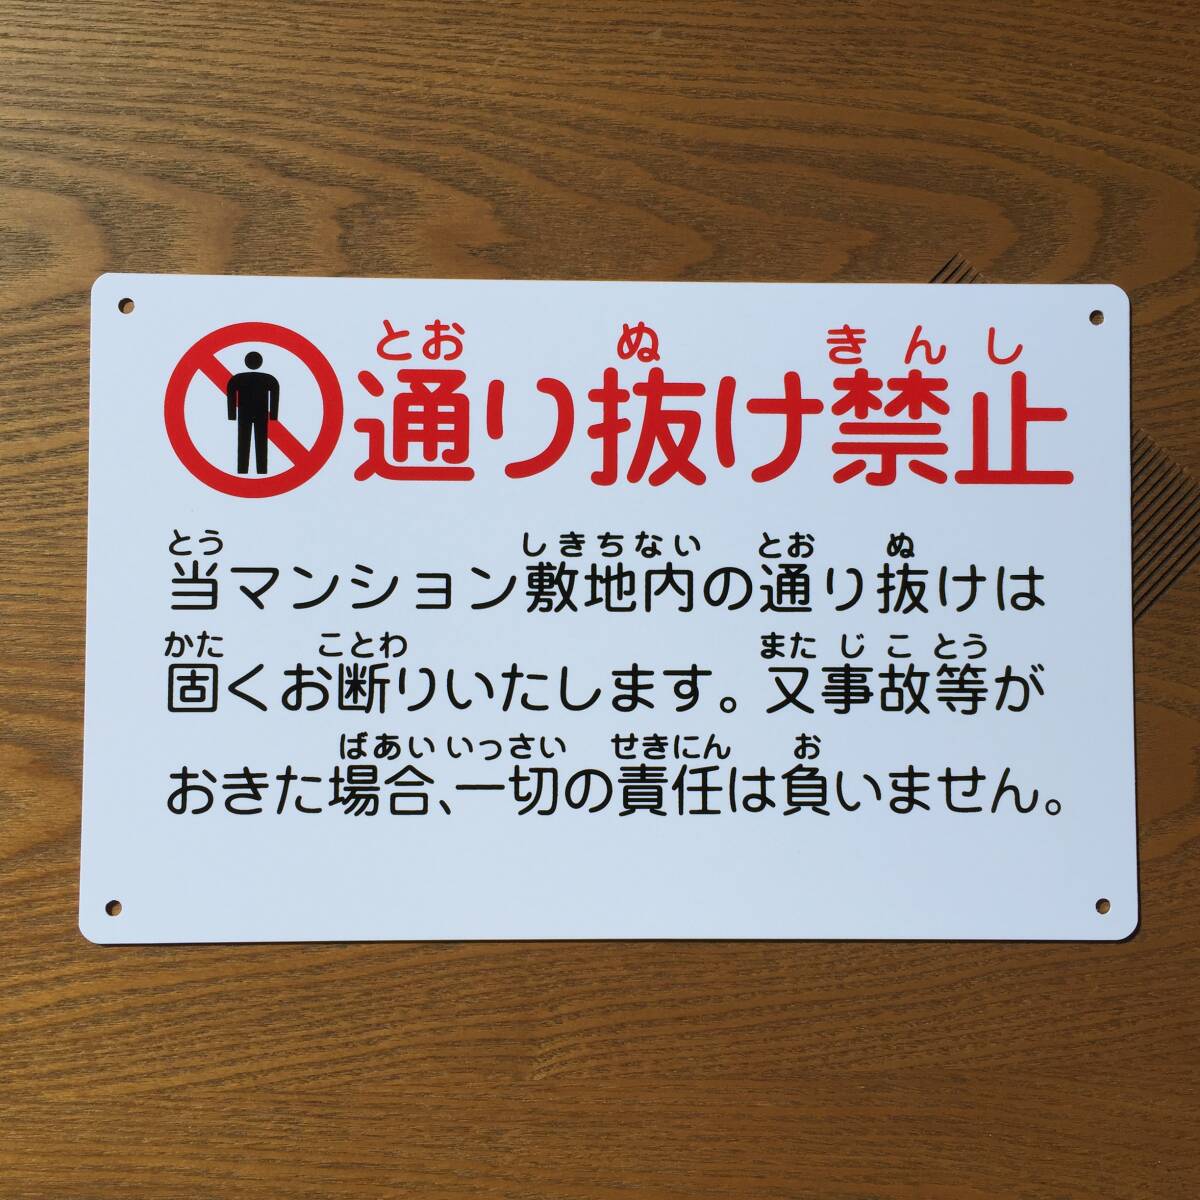 とお ぬ きんし
通り抜け禁止
とう しきちない とお ぬ
当マンション敷地内の通り抜けは
かた ことわ また じ こ とう
固くお断りいたします。又事故等が
ばあい いっさい せきにん お
おきた場合、一切の責任は負いません。